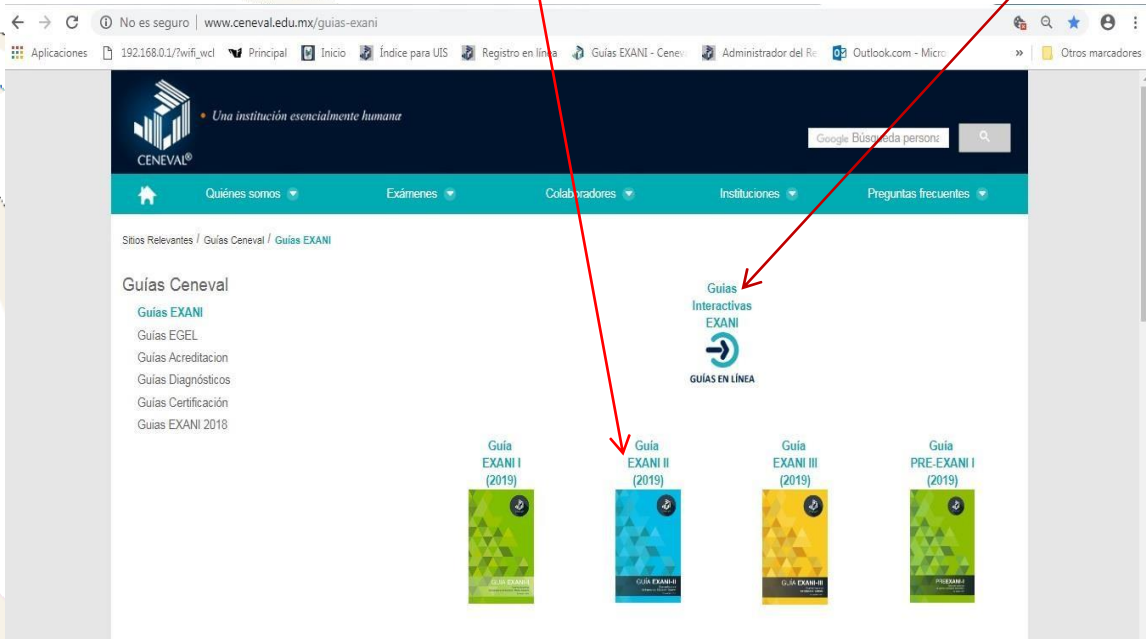 No es seguro | www.ceneval.edu.mx/guias-exani
Aplicaciones 192.168.0.1/?wifi_wcl Principal Inicio Índice para UIS Registro en línea Guías EXANI - Cenev Administrador del Re Outlook.com - Micro » Otros marcadores
Una institución esencialmente humana
CENEVAL®
Google Búsqueda persona
Quiénes somos Exámenes Colaboradores Instituciones Preguntas frecuentes
Sitios Relevantes / Guías Ceneval / Guías EXANI
Guías Ceneval
Guías EXANI
Guías EGEL
Guías Acreditacion
Guías Diagnósticos
Guías Certificación
Guias EXANI 2018
Guias
Interactivas
EXANI
GUÍAS EN LÍNEA
Guía
EXANI I
(2019)
GUÍA EXANI-I
Guía
EXANI II
(2019)
GUÍA EXANI-II
Guía
EXANI III
(2019)
GUÍA EXANI-III
Guía
PRE-EXANI I
(2019)
PREEXANI-I